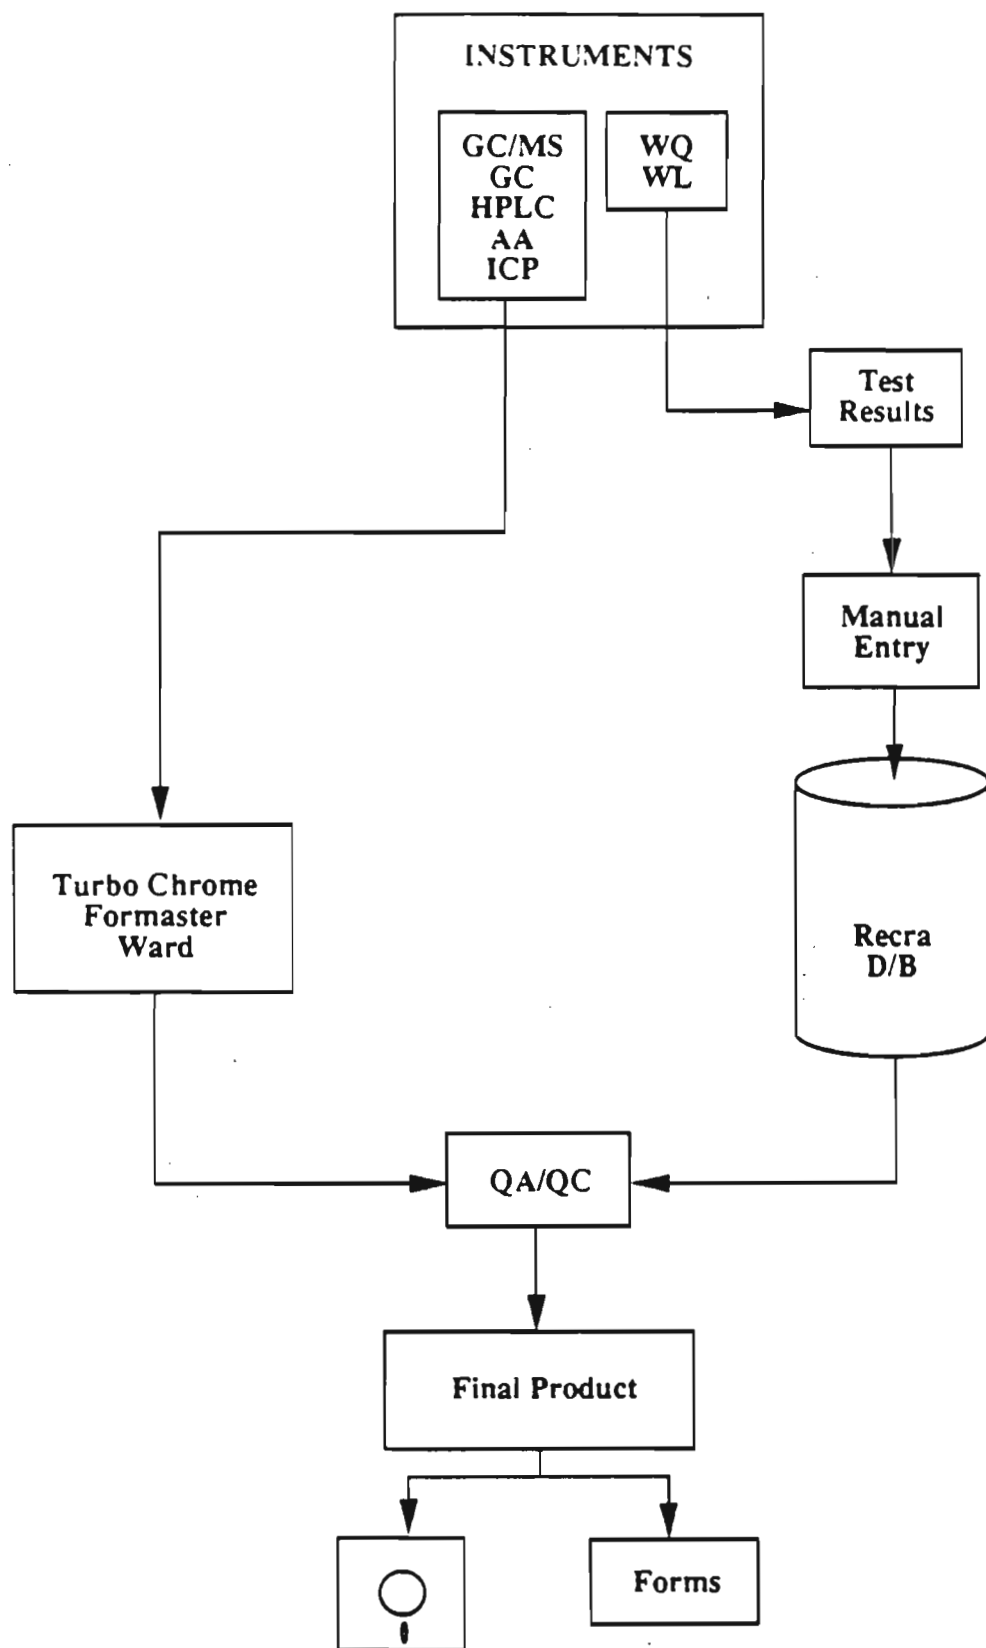 INSTRUMENTS
GC/MS
GC
HPLC
AA
ICP
WQ
WL
Test
Results
Manual
Entry
Turbo Chrome
Formaster
Ward
Recra
D/B
QA/QC
Final Product
Forms